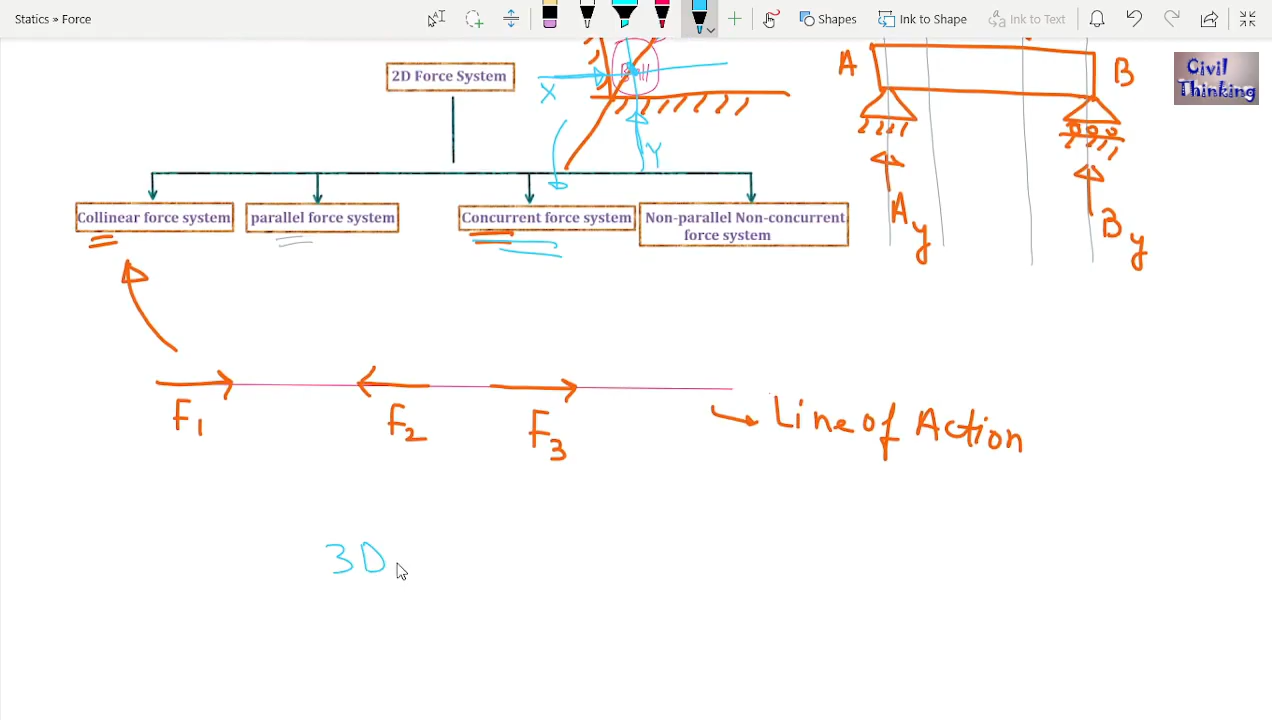 Statics » Force
Shapes
Ink to Shape
Ink to Text
2D Force System
X
Ball
Y
A
B
Civil
Thinking
Collinear force system
parallel force system
Concurrent force system
Non-parallel Non-concurrent
force system
Ay
By
F1
F2
F3
Line of Action
3D